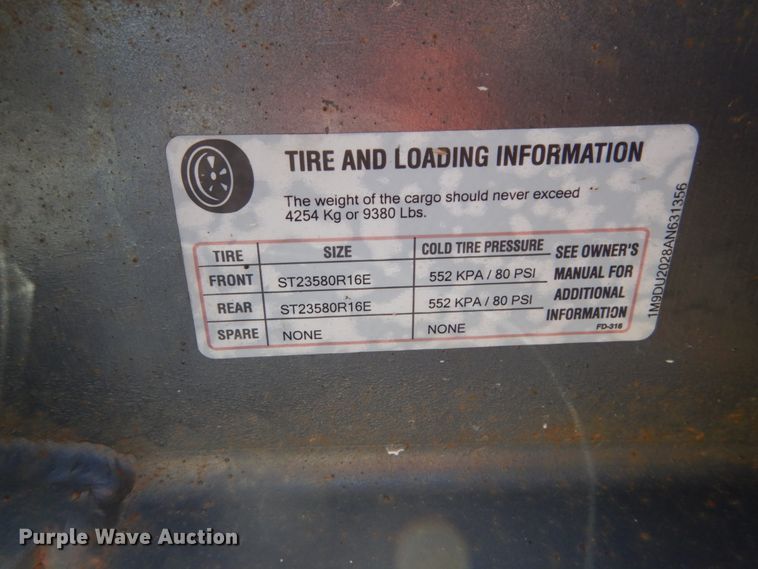 TIRE AND LOADING INFORMATION
The weight of the cargo should never exceed
4254 Kg or 9380 Lbs.
TIRE SIZE COLD TIRE PRESSURE
FRONT ST23580R16E 552 KPA / 80 PSI
REAR ST23580R16E 552 KPA / 80 PSI
SPARE NONE NONE
SEE OWNER'S
MANUAL FOR
ADDITIONAL
INFORMATION
FD-316
1M9DU2028AN631356
Purple Wave Auction®